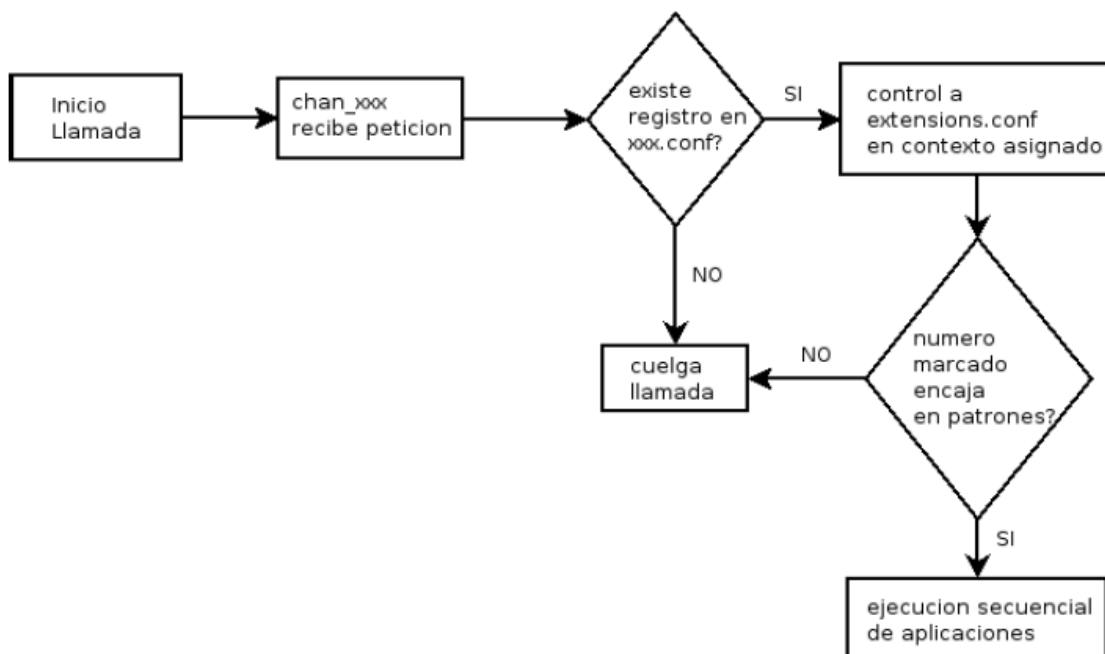 Inicio
Llamada
chan_xxx
recibe peticion
existe
registro en
xxx.conf?
SI
control a
extensions.conf
en contexto asignado
NO
cuelga
llamada
NO
numero
marcado
encaja
en patrones?
SI
ejecucion secuencial
de aplicaciones